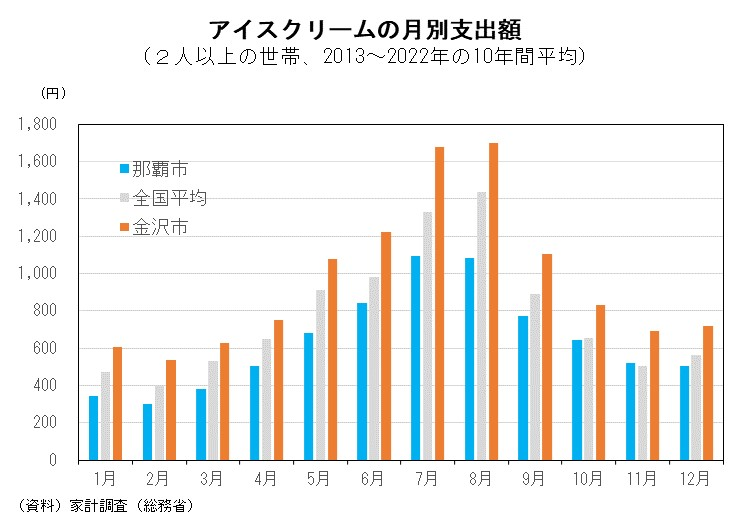 アイスクリームの月別支出額
（２人以上の世帯、2013～2022年の10年間平均）
（円）
1,800
1,600
1,400
1,200
1,000
800
600
400
200
0
那覇市
全国平均
金沢市
1月 2月 3月 4月 5月 6月 7月 8月 9月 10月 11月 12月
（資料）家計調査（総務省）